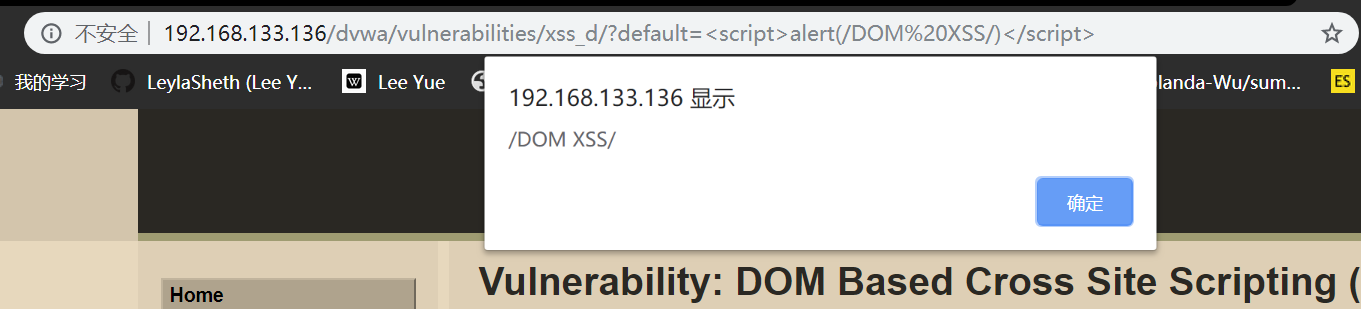 不安全 192.168.133.136/dvwa/vulnerabilities/xss_d/?default=<script>alert(/DOM%20XSS/)</script>
我的学习 LeylaSheth (Lee Y... Lee Yue landa-Wu/sum... ES
192.168.133.136 显示
/DOM XSS/
确定
Vulnerability: DOM Based Cross Site Scripting (
Home